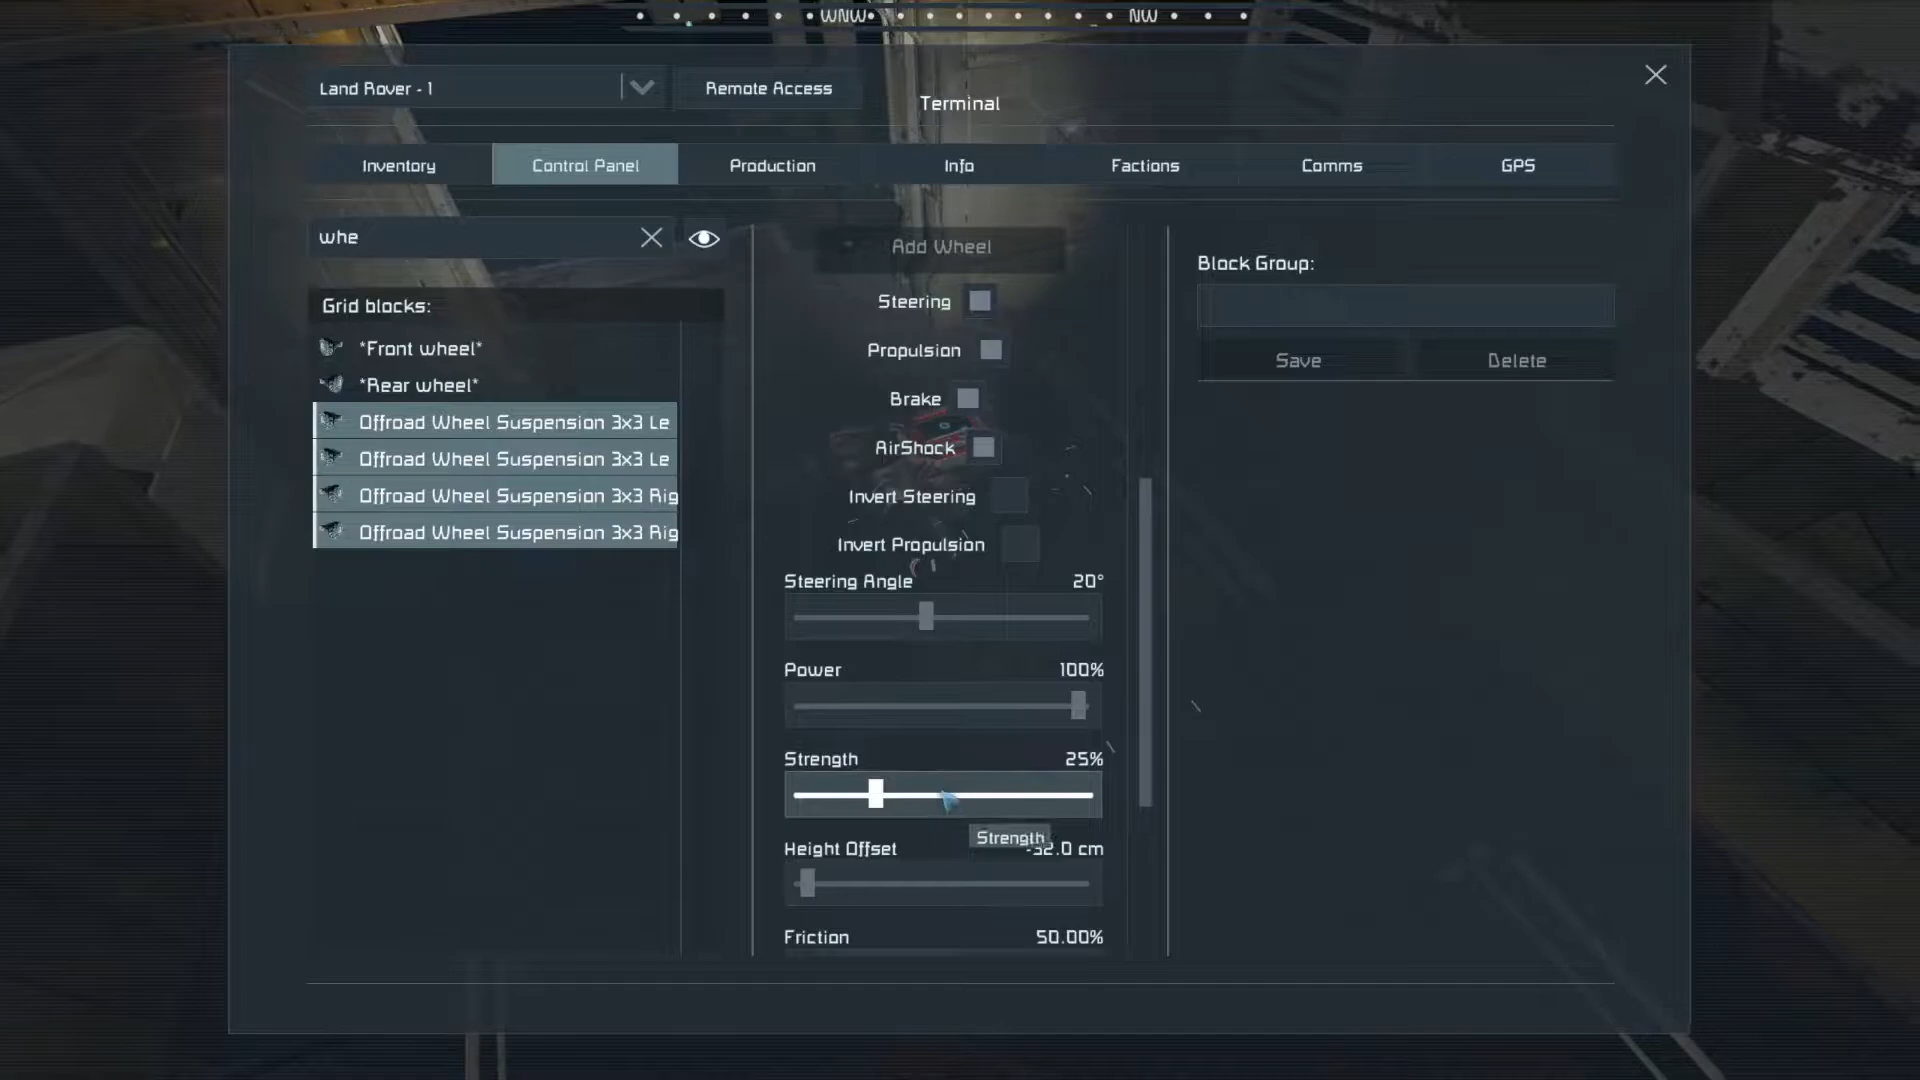 WNW NW
Land Rover - 1
Remote Access
Terminal
Inventory
Control Panel
Production
Info
Factions
Comms
GPS
whe
Grid blocks:
*Front wheel*
*Rear wheel*
Offroad Wheel Suspension 3x3 Le
Offroad Wheel Suspension 3x3 Le
Offroad Wheel Suspension 3x3 Rig
Offroad Wheel Suspension 3x3 Rig
Add Wheel
Steering
Propulsion
Brake
AirShock
Invert Steering
Invert Propulsion
Steering Angle 20°
Power 100%
Strength 25%
Strength
Height Offset -32.0 cm
Friction 50.00%
Block Group:
Save
Delete